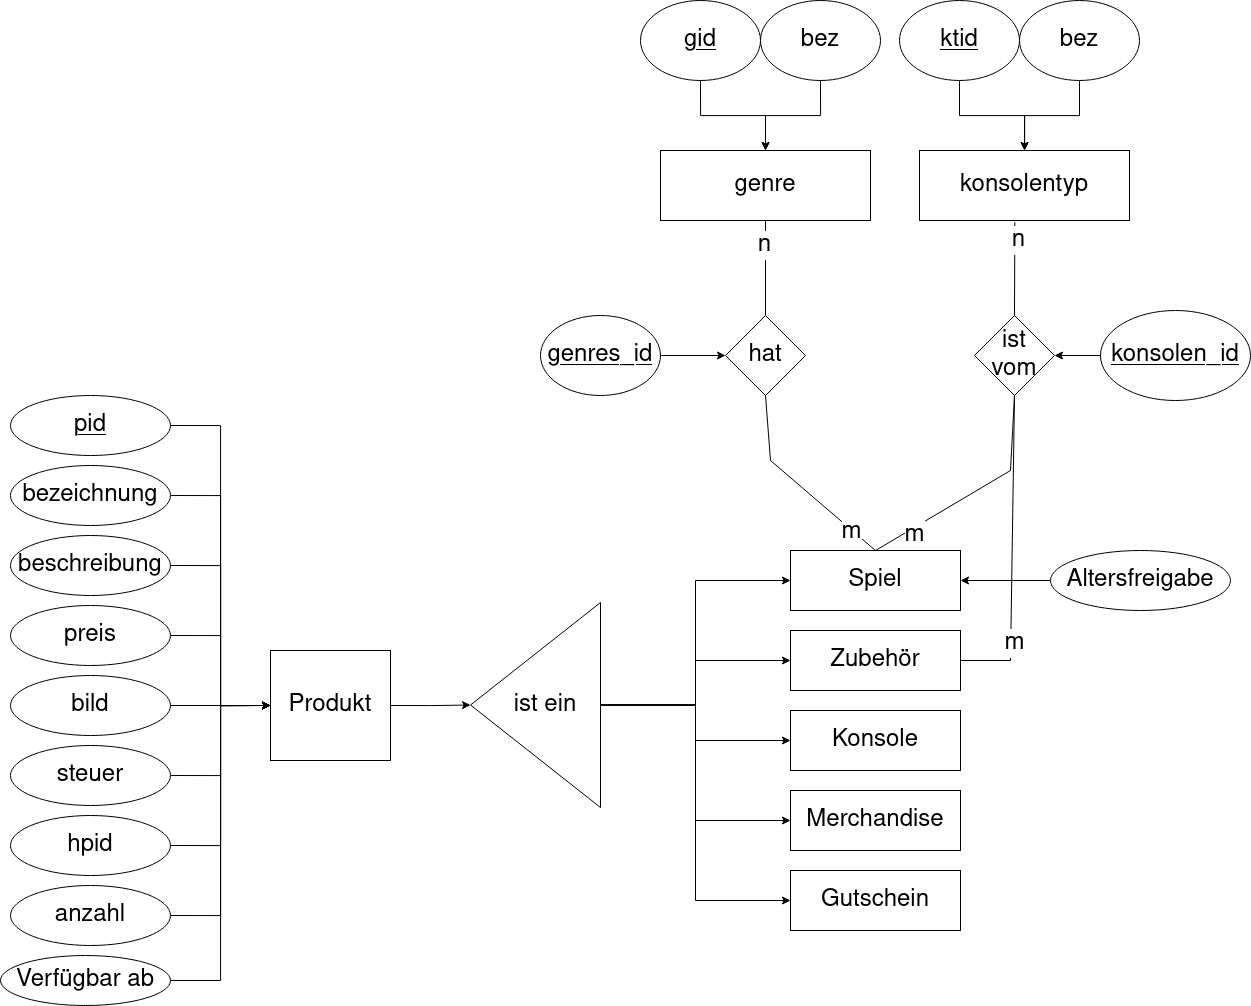 gid
bez
ktid
bez
genre
konsolentyp
n
n
genres_id
hat
ist
vom
konsolen_id
pid
bezeichnung
beschreibung
preis
bild
steuer
hpid
anzahl
Verfügbar ab
Produkt
ist ein
m
m
Spiel
Altersfreigabe
Zubehör
m
Konsole
Merchandise
Gutschein